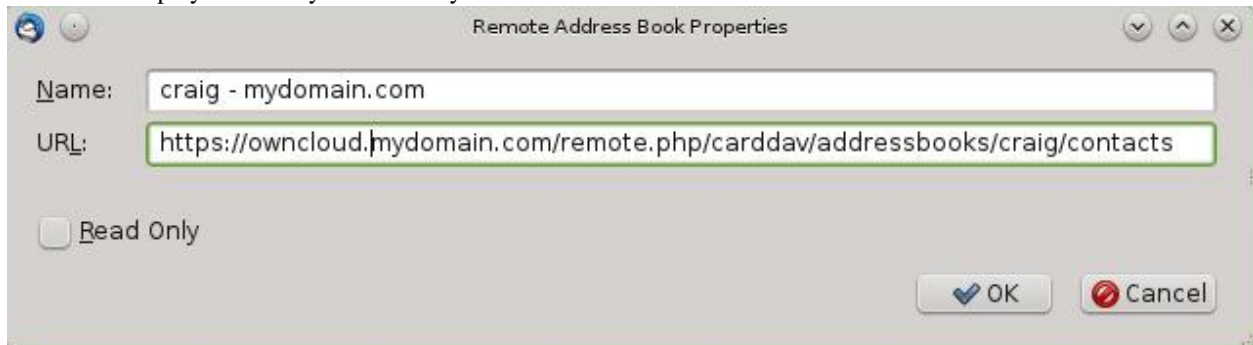 Remote Address Book Properties
Name: craig - mydomain.com
URL: https://owncloud.mydomain.com/remote.php/carddav/addressbooks/craig/contacts
Read Only
OK Cancel